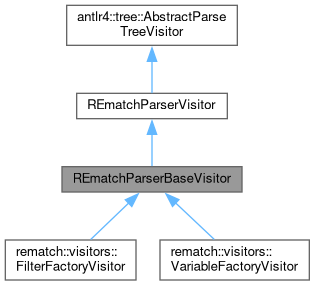 antlr4::tree::AbstractParse
TreeVisitor
REmatchParserVisitor
REmatchParserBaseVisitor
rematch::visitors::
FilterFactoryVisitor
rematch::visitors::
VariableFactoryVisitor